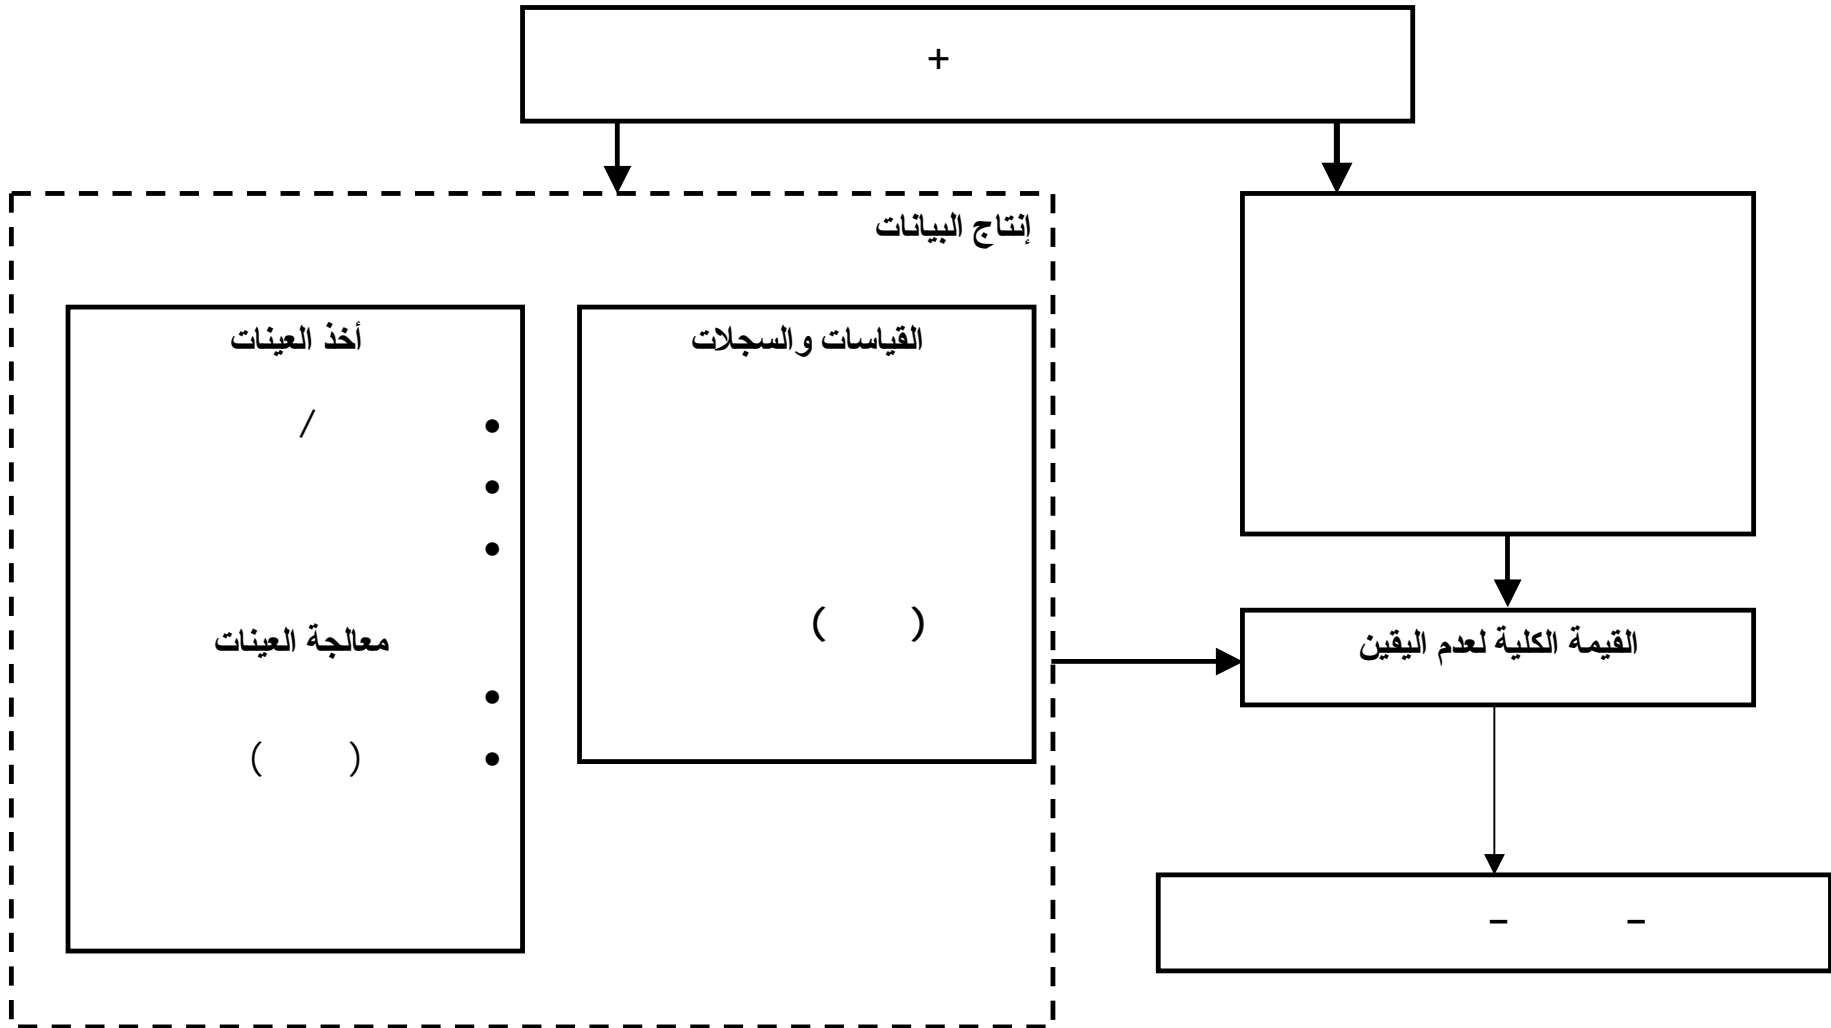 +
إنتاج البيانات
القياسات والسجلات
( )
أخذ العينات
• /
•
•
معالجة العينات
•
• ( )
القيمة الكلية لعدم اليقين
– –